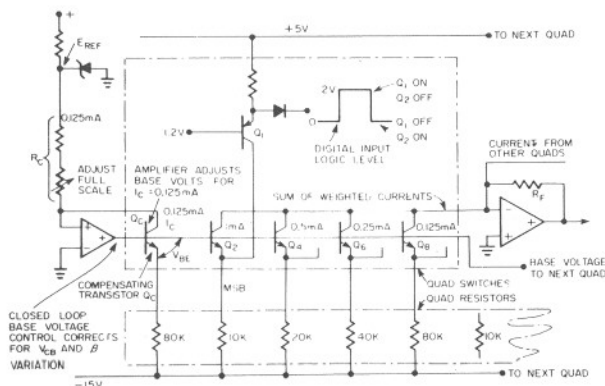 +
E REF
+5V
TO NEXT QUAD
0.125mA
R C
ADJUST
FULL
SCALE
1.2V
Q1
2V
Q1 ON
Q2 OFF
0
Q1 OFF
Q2 ON
DIGITAL INPUT
LOGIC LEVEL
AMPLIFIER ADJUSTS
BASE VOLTS FOR
IC = 0.125mA
CURRENT FROM
OTHER QUADS
SUM OF WEIGHTED CURRENTS
RF
0.125mA
QC
IC
1mA
0.5mA
0.25mA
0.125mA
Q2
Q4
Q6
Q8
VBE
+
-
-
+
BASE VOLTAGE
TO NEXT QUAD
COMPENSATING
TRANSISTOR QC
MSB
QUAD SWITCHES
QUAD RESISTORS
CLOSED LOOP
BASE VOLTAGE
CONTROL CORRECTS
FOR VCB AND β
VARIATION
80K
10K
20K
40K
80K
10K
-15V
TO NEXT QUAD